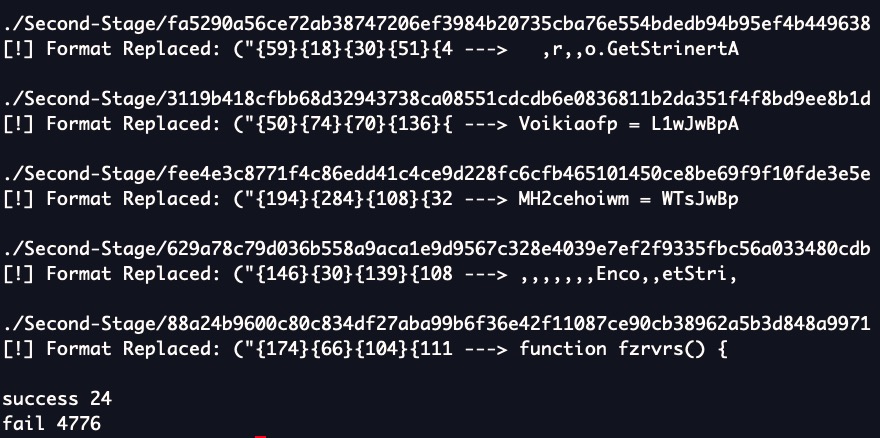 ./Second-Stage/fa5290a56ce72ab38747206ef3984b20735cba76e554bdedb94b95ef4b449638
[!] Format Replaced: ("{59}{18}{30}{51}{4 --->   ,r,,o.GetStrinertA
./Second-Stage/3119b418cfbb68d32943738ca08551cdcdb6e0836811b2da351f4f8bd9ee8b1d
[!] Format Replaced: ("{50}{74}{70}{136}{ ---> Voikiaofp = L1wJwBpA
./Second-Stage/fee4e3c8771f4c86edd41c4ce9d228fc6cfb465101450ce8be69f9f10fde3e5e
[!] Format Replaced: ("{194}{284}{108}{32 ---> MH2cehoiwm = WTsJwBp
./Second-Stage/629a78c79d036b558a9aca1e9d9567c328e4039e7ef2f9335fbc56a033480cdb
[!] Format Replaced: ("{146}{30}{139}{108 ---> ,,,,,,,Enco,,etStri,
./Second-Stage/88a24b9600c80c834df27aba99b6f36e42f11087ce90cb38962a5b3d848a9971
[!] Format Replaced: ("{174}{66}{104}{111 ---> function fzrvrs() {
success 24
fail 4776